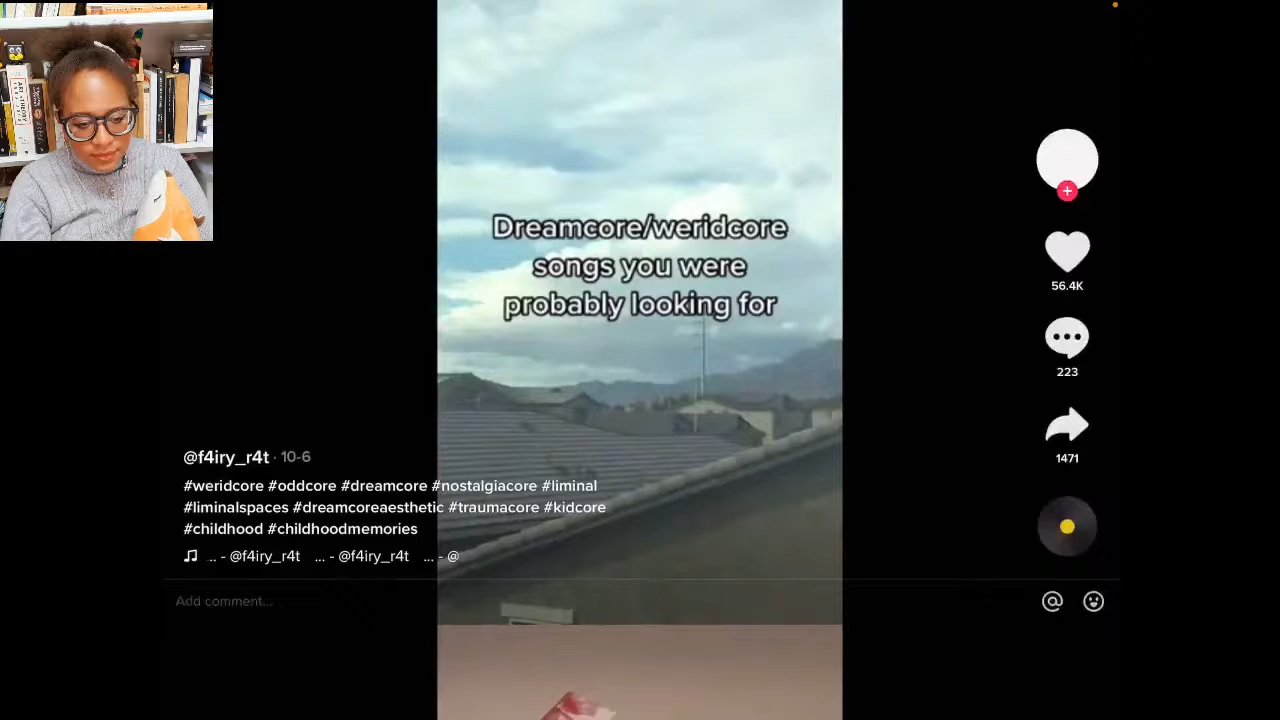 Dreamcore/weridcore
songs you were
probably looking for
56.4K
223
1471
@f4iry_r4t · 10-6
#weridcore #oddcore #dreamcore #nostalgiacore #liminal
#liminalspaces #dreamcoreaesthetic #traumacore #kidcore
#childhood #childhoodmemories
... - @f4iry_r4t ... - @f4iry_r4t ... - @
Add comment...